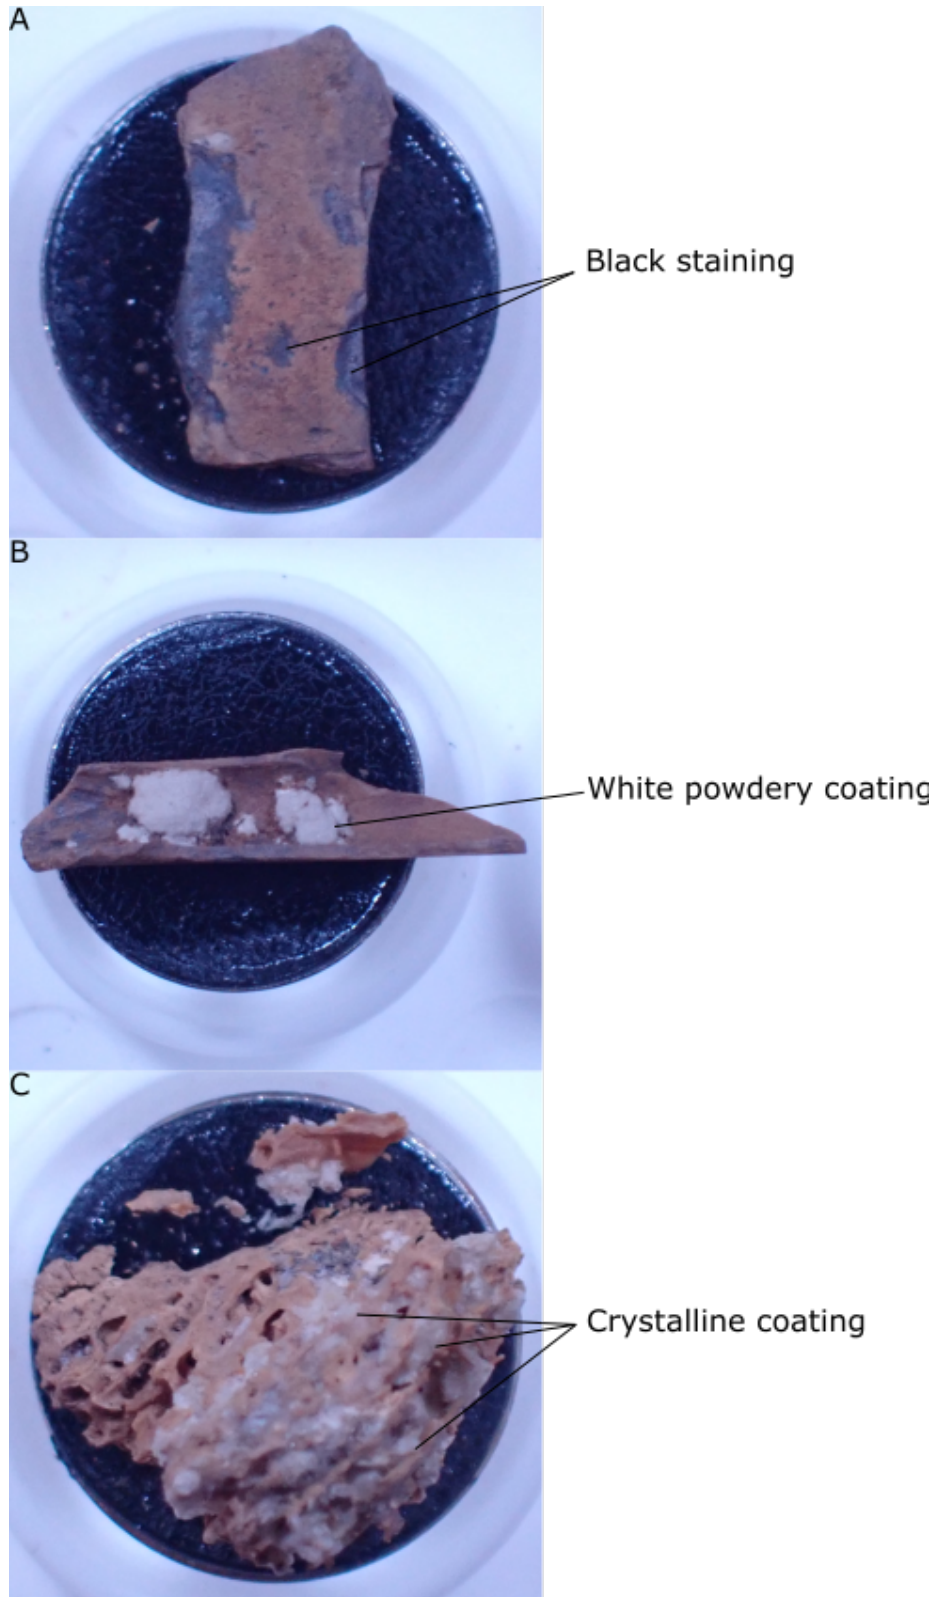 A
Black staining
B
White powdery coating
C
Crystalline coating